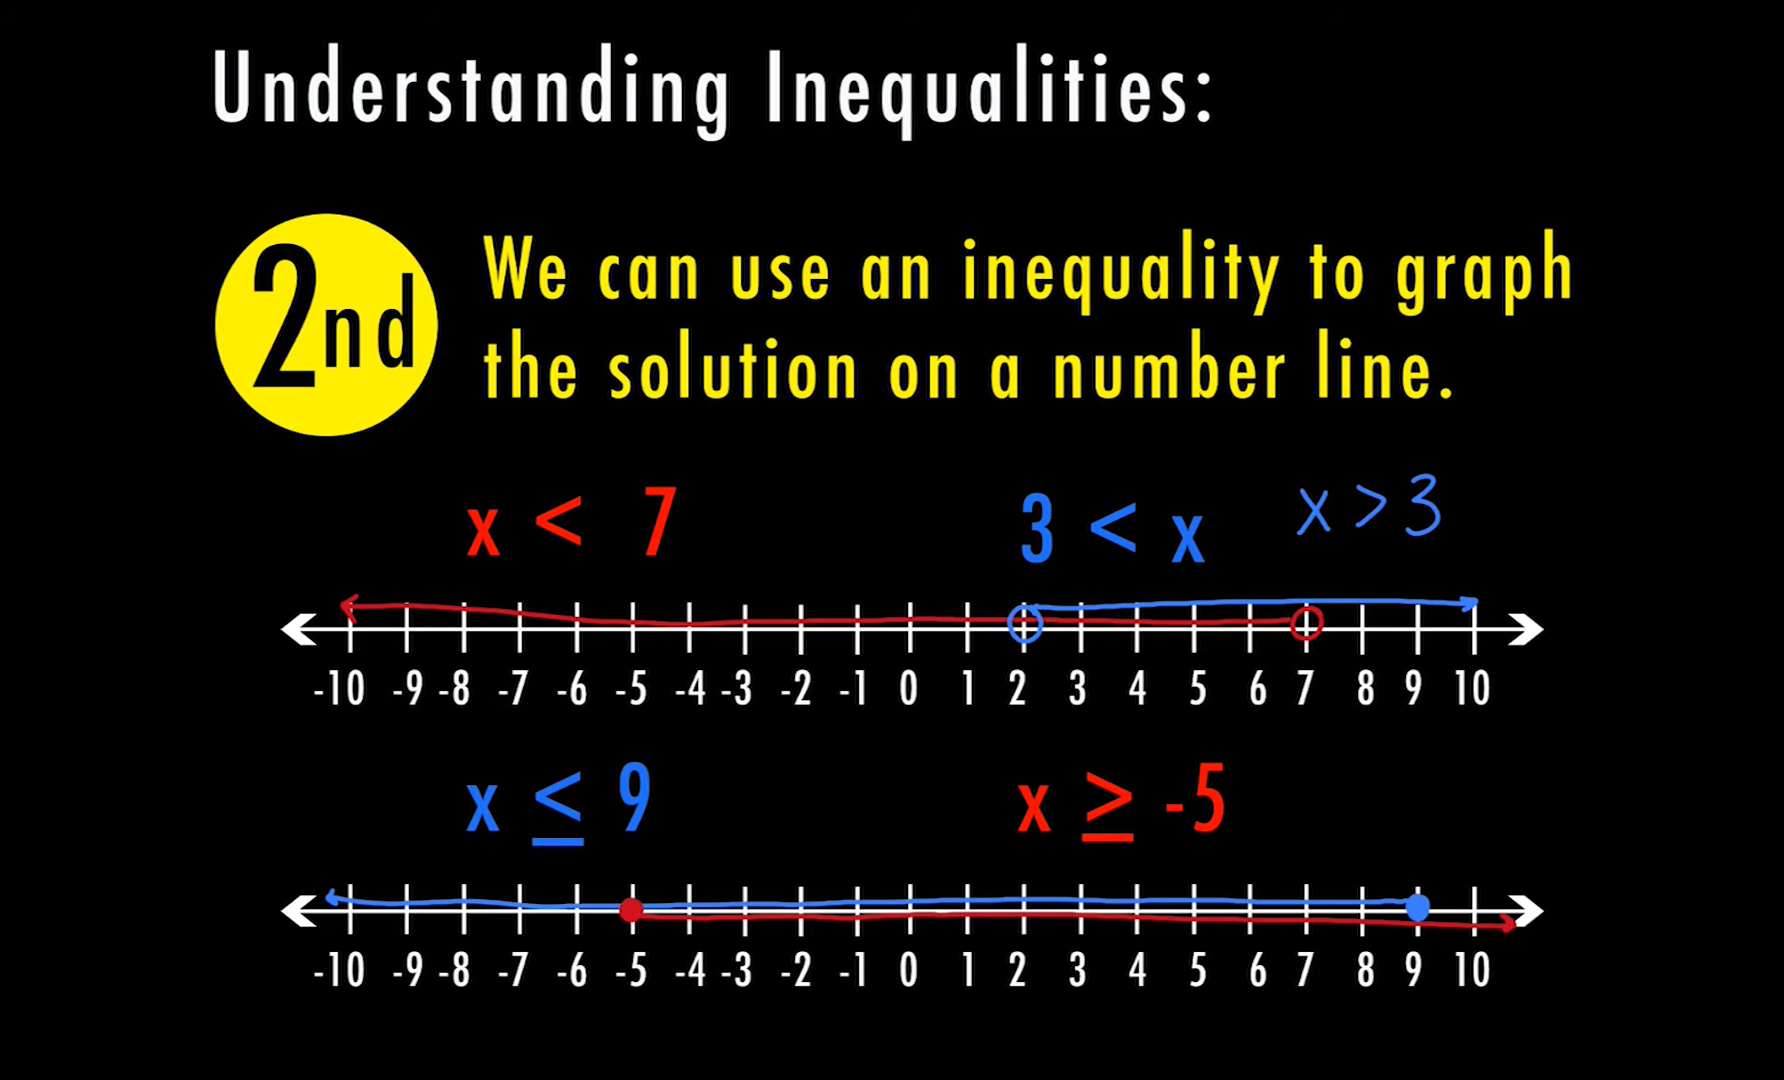 Understanding Inequalities:
2nd
We can use an inequality to graph
the solution on a number line.
x < 7
3 < x
x > 3
-10 -9 -8 -7 -6 -5 -4 -3 -2 -1 0 1 2 3 4 5 6 7 8 9 10
x ≤ 9
x ≥ -5
-10 -9 -8 -7 -6 -5 -4 -3 -2 -1 0 1 2 3 4 5 6 7 8 9 10